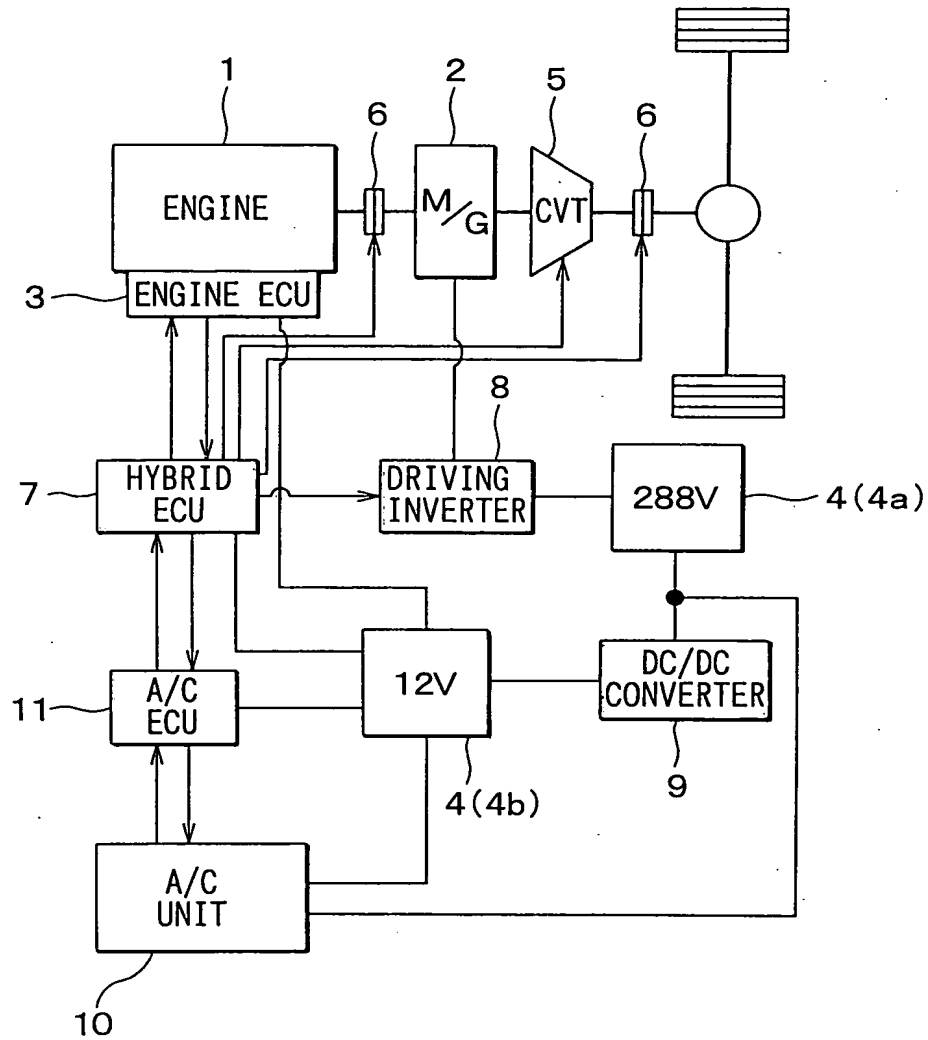 1
2
5
6
6
ENGINE
M/G
CVT
3
ENGINE ECU
8
7
HYBRID
ECU
DRIVING
INVERTER
288V
4(4a)
11
A/C
ECU
12V
DC/DC
CONVERTER
9
4(4b)
A/C
UNIT
10